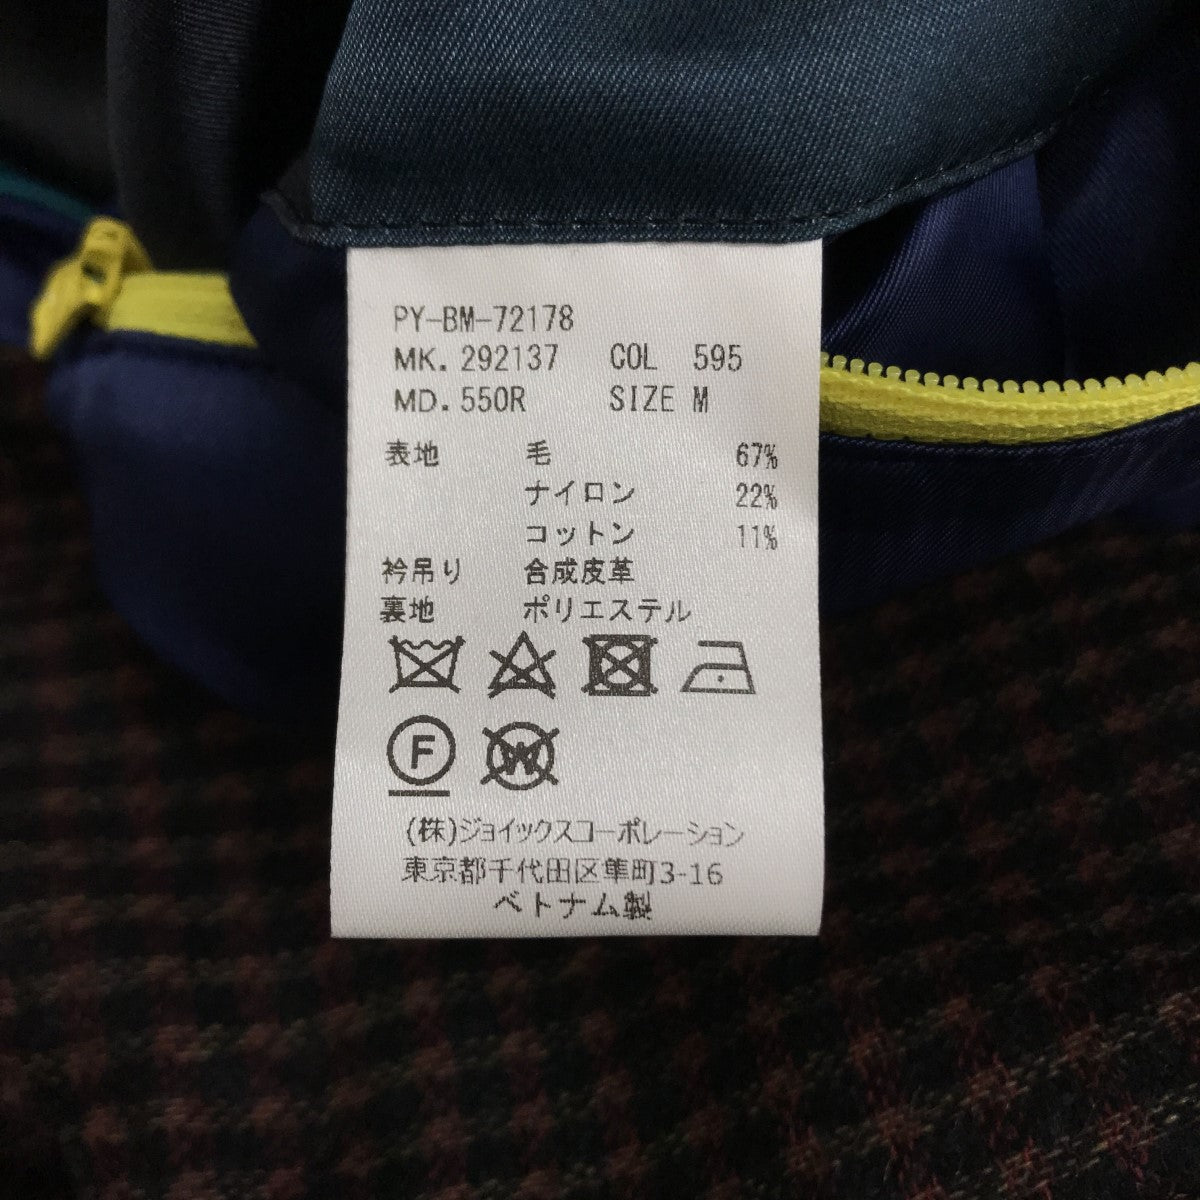 PY-BM-72178
MK. 292137 COL 595
MD. 550R SIZE M
表地 毛 67%
ナイロン 22%
コットン 11%
衿吊り 合成皮革
裏地 ポリエステル
F W
(株)ジョイックスコーポレーション
東京都千代田区隼町3-16
ベトナム製